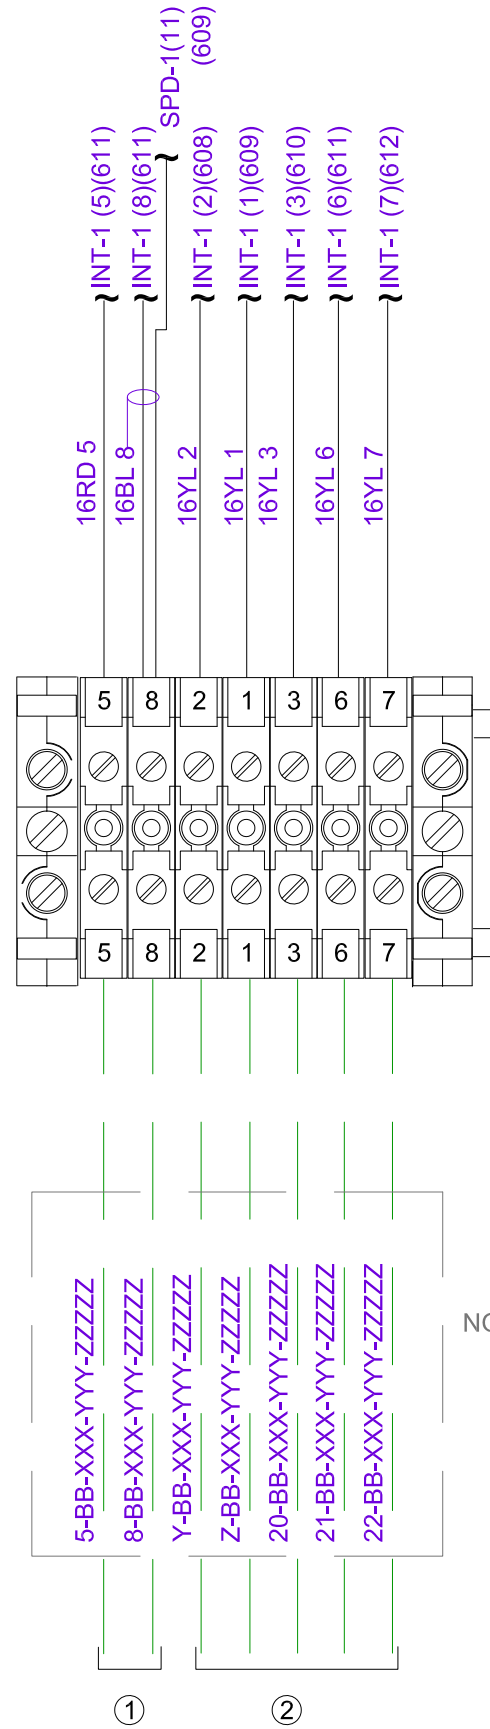 SPD-1(11)
(609)
INT-1 (5)(611)
INT-1 (8)(611)
INT-1 (2)(608)
INT-1 (1)(609)
INT-1 (3)(610)
INT-1 (6)(611)
INT-1 (7)(612)
16RD 5
16BL 8
16YL 2
16YL 1
16YL 3
16YL 6
16YL 7
5 8 2 1 3 6 7
5 8 2 1 3 6 7
5-BB-XXX-YYY-ZZZZZ
8-BB-XXX-YYY-ZZZZZ
Y-BB-XXX-YYY-ZZZZZ
Z-BB-XXX-YYY-ZZZZZ
20-BB-XXX-YYY-ZZZZZ
21-BB-XXX-YYY-ZZZZZ
22-BB-XXX-YYY-ZZZZZ
1 2